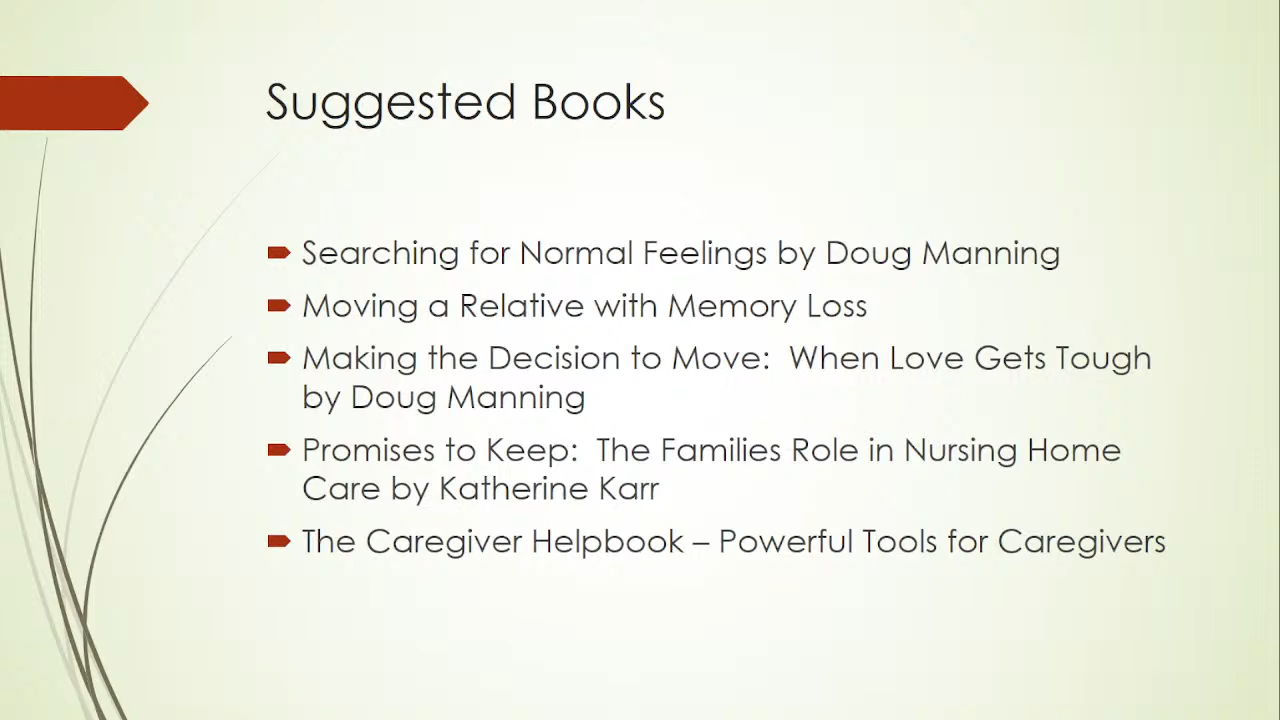 Suggested Books
Searching for Normal Feelings by Doug Manning
Moving a Relative with Memory Loss
Making the Decision to Move:  When Love Gets Tough
by Doug Manning
Promises to Keep:  The Families Role in Nursing Home
Care by Katherine Karr
The Caregiver Helpbook – Powerful Tools for Caregivers